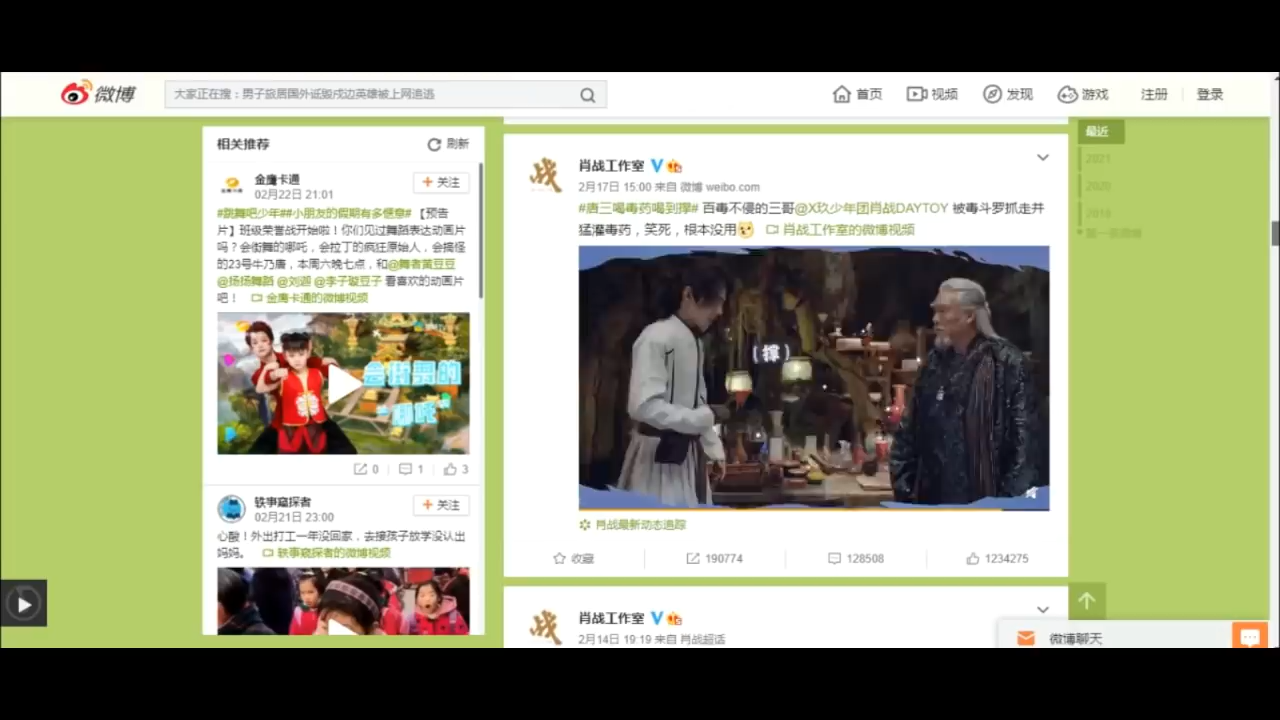 微博
大家正在搜：男子旅居国外诋毁戍边英雄被上网追逃
首页
视频
发现
游戏
注册
登录
相关推荐
刷新
金鹰卡通
02月22日 21:01
+ 关注
#跳舞吧少年##小朋友的假期有多惬意# 【预告
片】班级荣誉战开始啦！你们见过舞蹈表达动画片
吗？会街舞的哪吒，会拉丁的疯狂原始人，会搞怪
的23号牛乃唐，本周六晚七点，和@舞者黄豆豆
@扬扬舞蹈 @刘迦 @李子璇豆子 看喜欢的动画片
吧！ 金鹰卡通的微博视频
会街舞的
“哪吒”
0
1
3
轶事窥探者
02月21日 23:00
+ 关注
心酸！外出打工一年没回家，去接孩子放学没认出
妈妈。 轶事窥探者的微博视频
战
肖战工作室
2月17日 15:00 来自 微博 weibo.com
#唐三喝毒药喝到撑# 百毒不侵的三哥@X玖少年团肖战DAYTOY 被毒斗罗抓走并
猛灌毒药，笑死，根本没用 肖战工作室的微博视频
（撑）
肖战最新动态追踪
收藏
190774
128508
1234275
战
肖战工作室
2月14日 19:19 来自 肖战超话
最近
2021
2020
2019
第一条微博
微博聊天